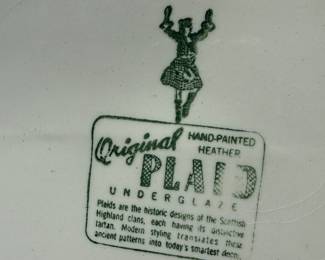 Original HAND-PAINTED
HEATHER
PLAID
UNDERGLAZE
Plaids are the historic designs of the Scottish
Highland clans, each having its distinctive
tartan. Modern styling translates these
ancient patterns into today's smartest decor.